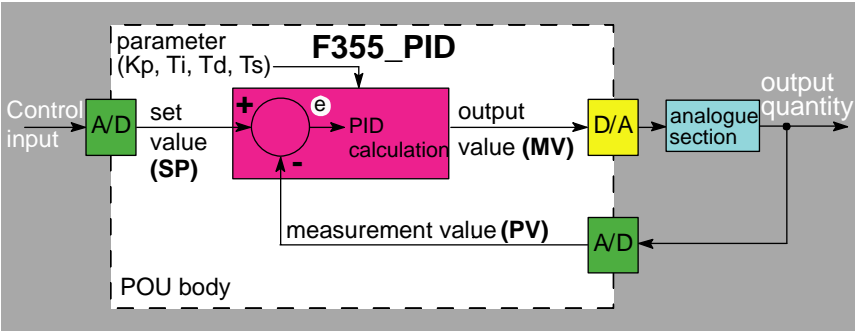 parameter
F355_PID
(Kp, Ti, Td, Ts)
Control
input
A/D
set
value
(SP)
+
e
-
PID
calculation
output
value (MV)
D/A
analogue
section
output
quantity
measurement value (PV)
A/D
POU body